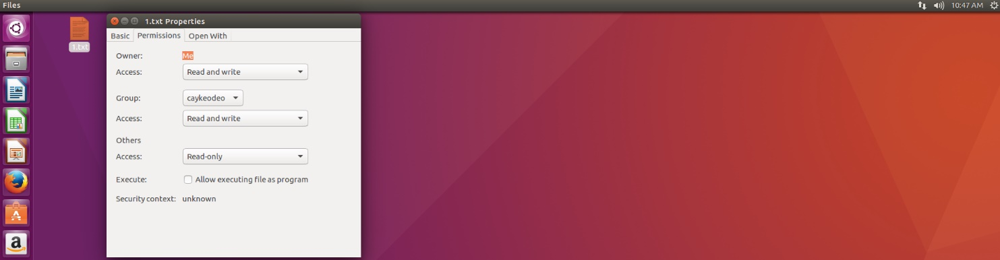 Files 10:47 AM
1.txt
1.txt Properties
Basic Permissions Open With
Owner: Me
Access: Read and write
Group: caykeodeo
Access: Read and write
Others
Access: Read-only
Execute: Allow executing file as program
Security context: unknown